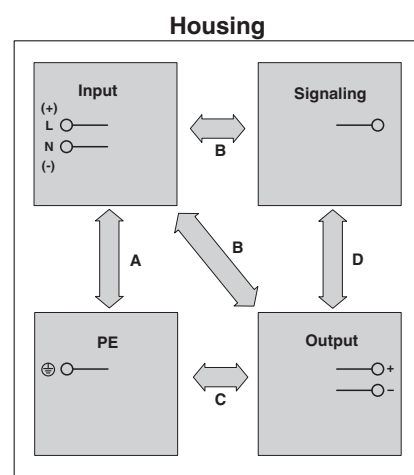 Housing
Input
Signaling
(+)
L
N
(-)
B
A
B
D
PE
Output
+
–
C